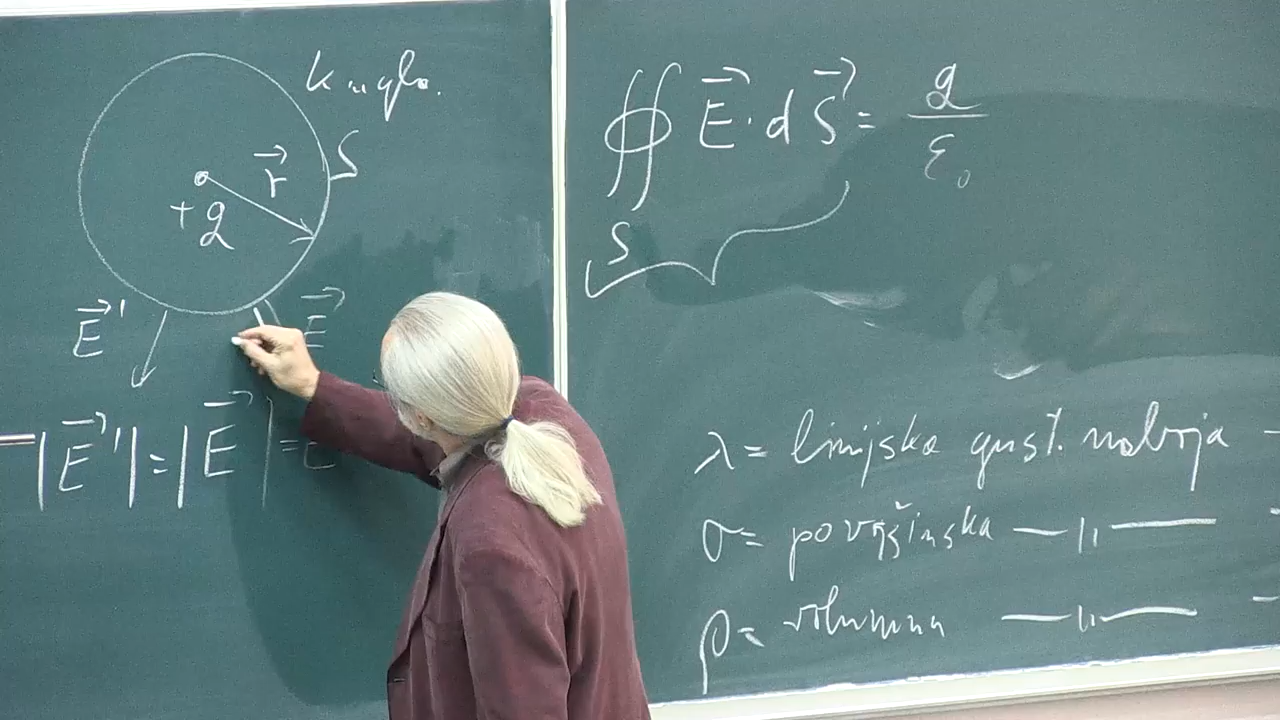 kugla.
S
r⃗
+q
E⃗'
E⃗
|E⃗'| = |E⃗| = E
∯ E⃗·dS⃗ = q/ε₀
S
λ = linijska gust. naboja —
σ = površinska —〃—
ρ = volumna —〃—